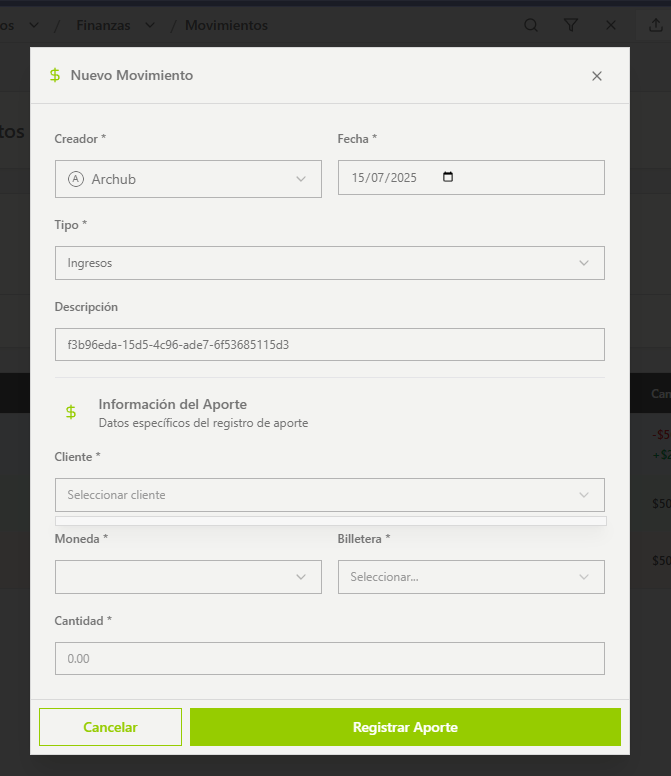 os / Finanzas / Movimientos
$ Nuevo Movimiento
Creador *
Fecha *
A Archub
15/07/2025
Tipo *
Ingresos
Descripción
f3b96eda-15d5-4c96-ade7-6f53685115d3
$ Información del Aporte
Datos específicos del registro de aporte
Cliente *
Seleccionar cliente
Moneda *
Billetera *
Seleccionar...
Cantidad *
0.00
Cancelar
Registrar Aporte
tos
Can
-$5
+$2
$50
$50